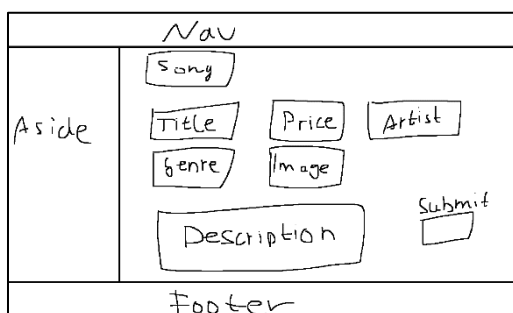 Nav
Song
Aside
Title Price Artist
Genre Image
Submit
Description
Footer